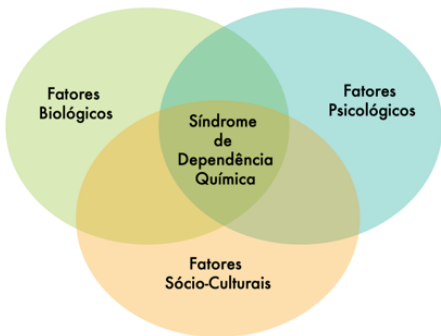 Fatores
Biológicos
Fatores
Psicológicos
Síndrome
de
Dependência
Química
Fatores
Sócio-Culturais